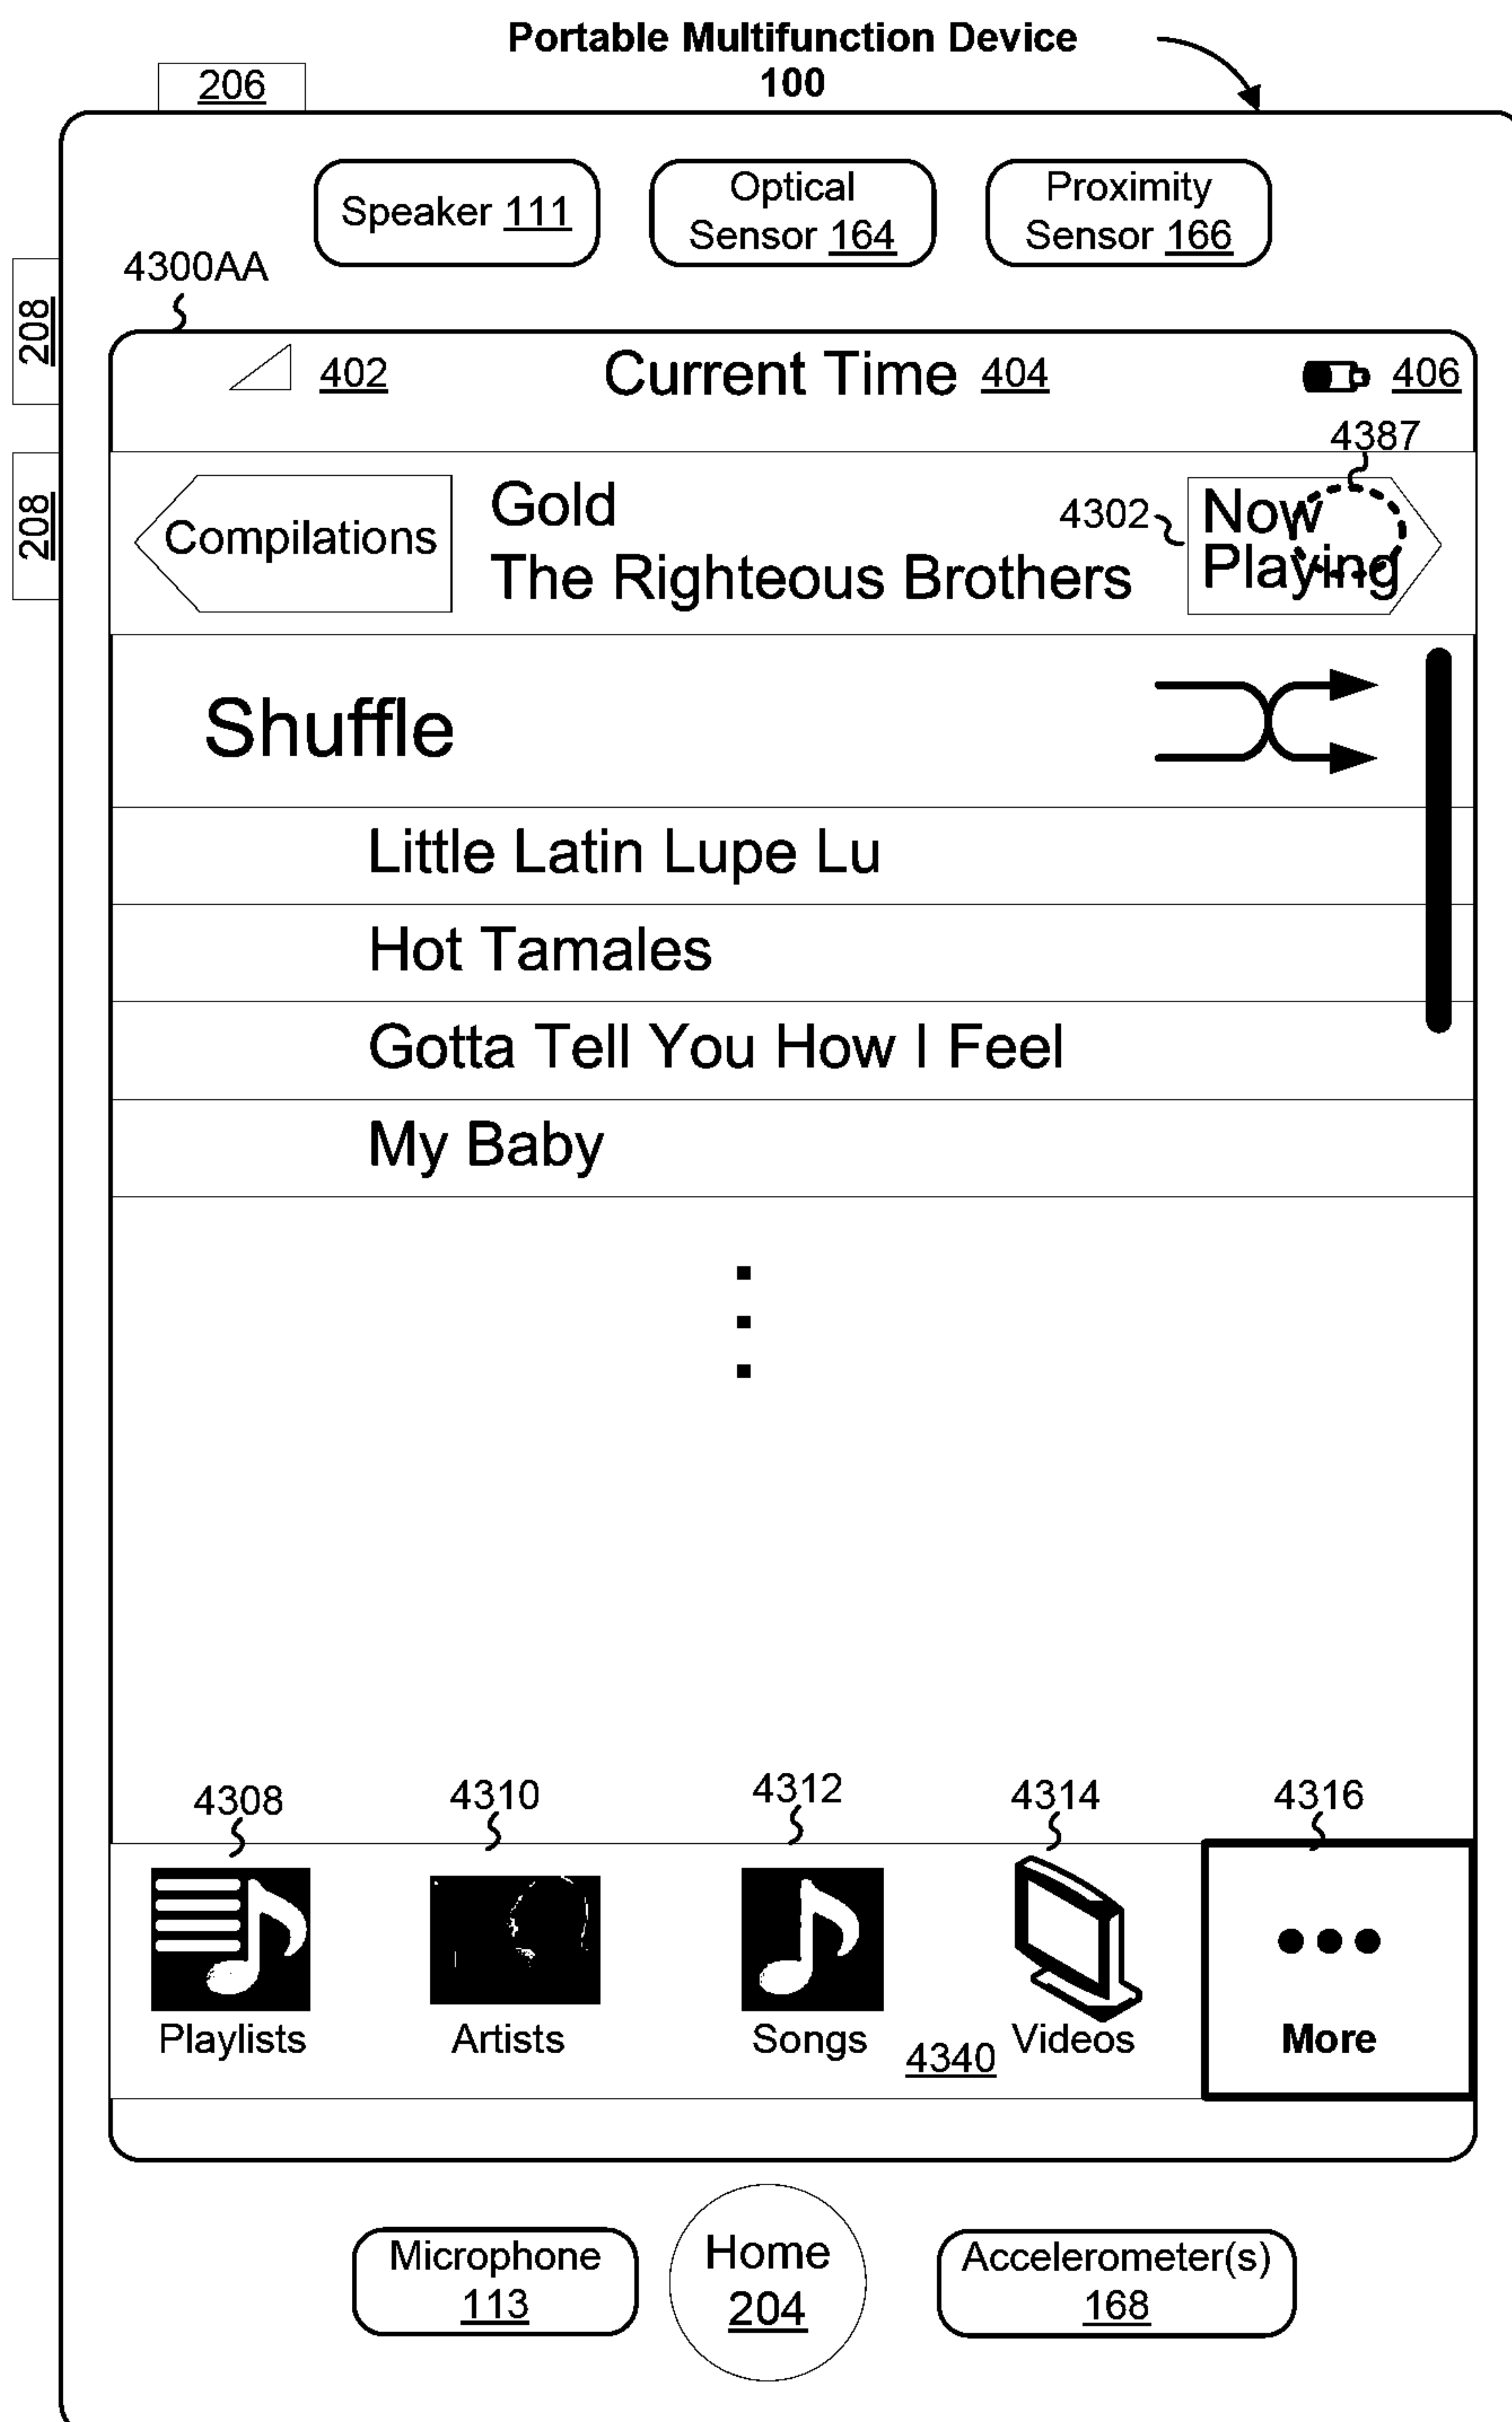 Portable Multifunction Device
100
206
Speaker 111
Optical
Sensor 164
Proximity
Sensor 166
4300AA
208
402
Current Time 404
406
4387
208
Compilations
Gold
The Righteous Brothers
4302
Now
Playing
Shuffle
Little Latin Lupe Lu
Hot Tamales
Gotta Tell You How I Feel
My Baby
4308
4310
4312
4314
4316
Playlists
Artists
Songs
4340
Videos
More
Microphone
113
Home
204
Accelerometer(s)
168